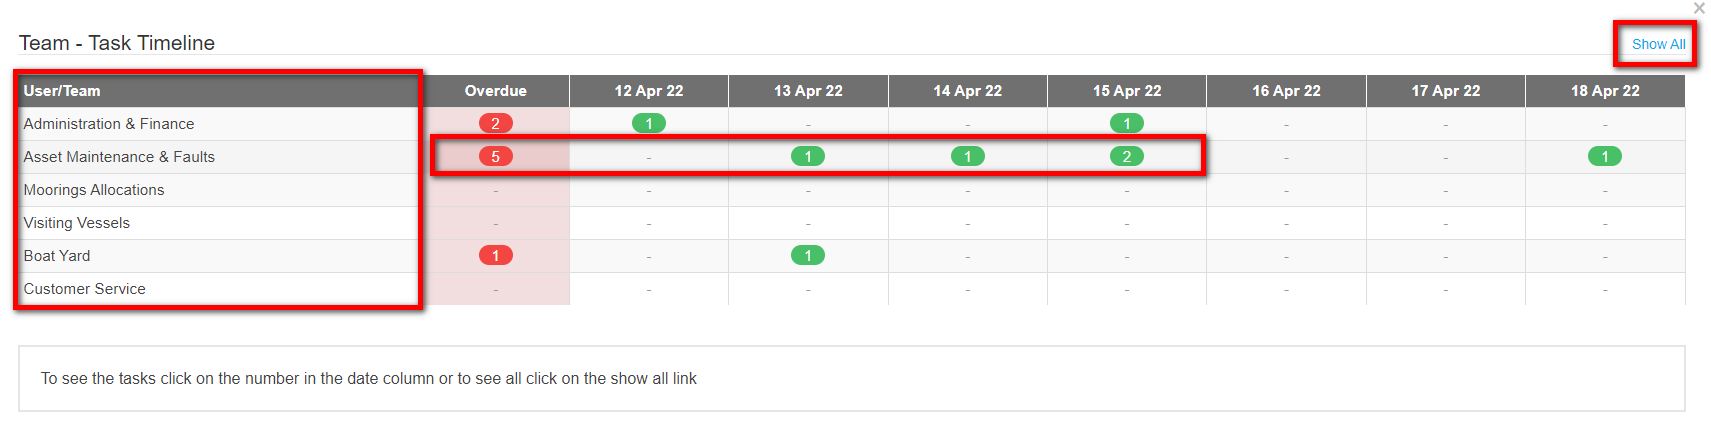 ×
Team - Task Timeline Show All
User/Team Overdue 12 Apr 22 13 Apr 22 14 Apr 22 15 Apr 22 16 Apr 22 17 Apr 22 18 Apr 22
Administration & Finance 2 1 - - 1 - - -
Asset Maintenance & Faults 5 - 1 1 2 - - 1
Moorings Allocations - - - - - - - -
Visiting Vessels - - - - - - - -
Boat Yard 1 - 1 - - - - -
Customer Service - - - - - - - -
To see the tasks click on the number in the date column or to see all click on the show all link